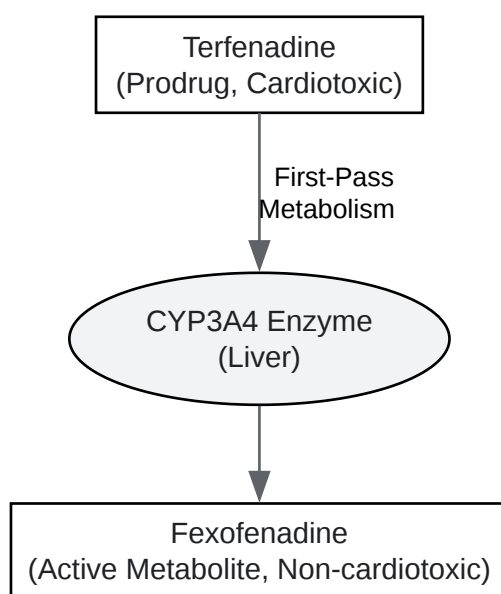 Terfenadine
(Prodrug, Cardiotoxic)
First-Pass
Metabolism
CYP3A4 Enzyme
(Liver)
Fexofenadine
(Active Metabolite, Non-cardiotoxic)